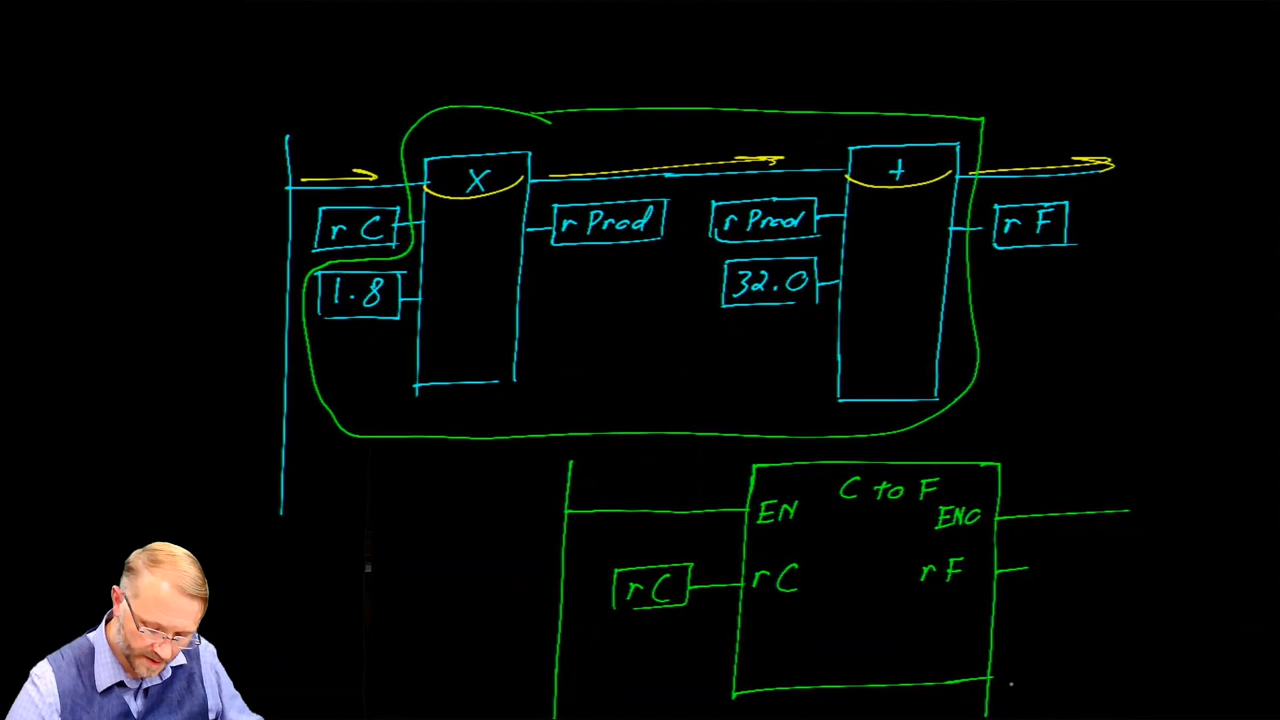 X
+
r C
r Prod
r Prod
r F
1.8
32.0
C to F
EN
ENO
r C
r C
r F